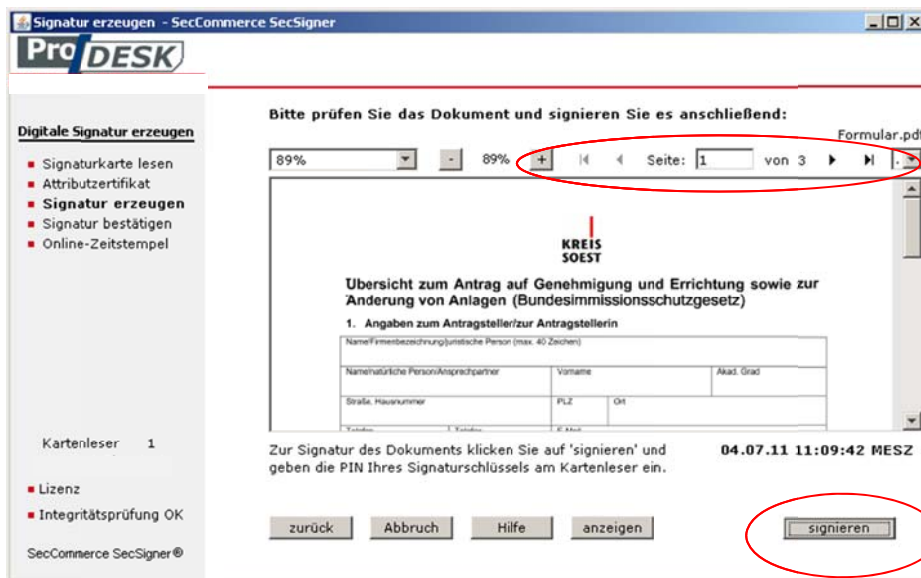 Signatur erzeugen - SecCommerce SecSigner
Pro DESK
Digitale Signatur erzeugen
Signaturkarte lesen
Attributzertifikat
Signatur erzeugen
Signatur bestätigen
Online-Zeitstempel
Kartenleser 1
Lizenz
Integritätsprüfung OK
SecCommerce SecSigner®
Bitte prüfen Sie das Dokument und signieren Sie es anschließend:
Formular.pdf
89% - 89% + Seite: 1 von 3
KREIS
SOEST
Übersicht zum Antrag auf Genehmigung und Errichtung sowie zur
Änderung von Anlagen (Bundesimmissionsschutzgesetz)
1. Angaben zum Antragsteller/zur Antragstellerin
Name/Firmenbezeichnung/juristische Person (max. 40 Zeichen)
Name/natürliche Person/Ansprechpartner Vorname Akad. Grad
Straße, Hausnummer PLZ Ort
Zur Signatur des Dokuments klicken Sie auf 'signieren' und
geben die PIN Ihres Signaturschlüssels am Kartenleser ein.
04.07.11 11:09:42 MESZ
zurück Abbruch Hilfe anzeigen signieren